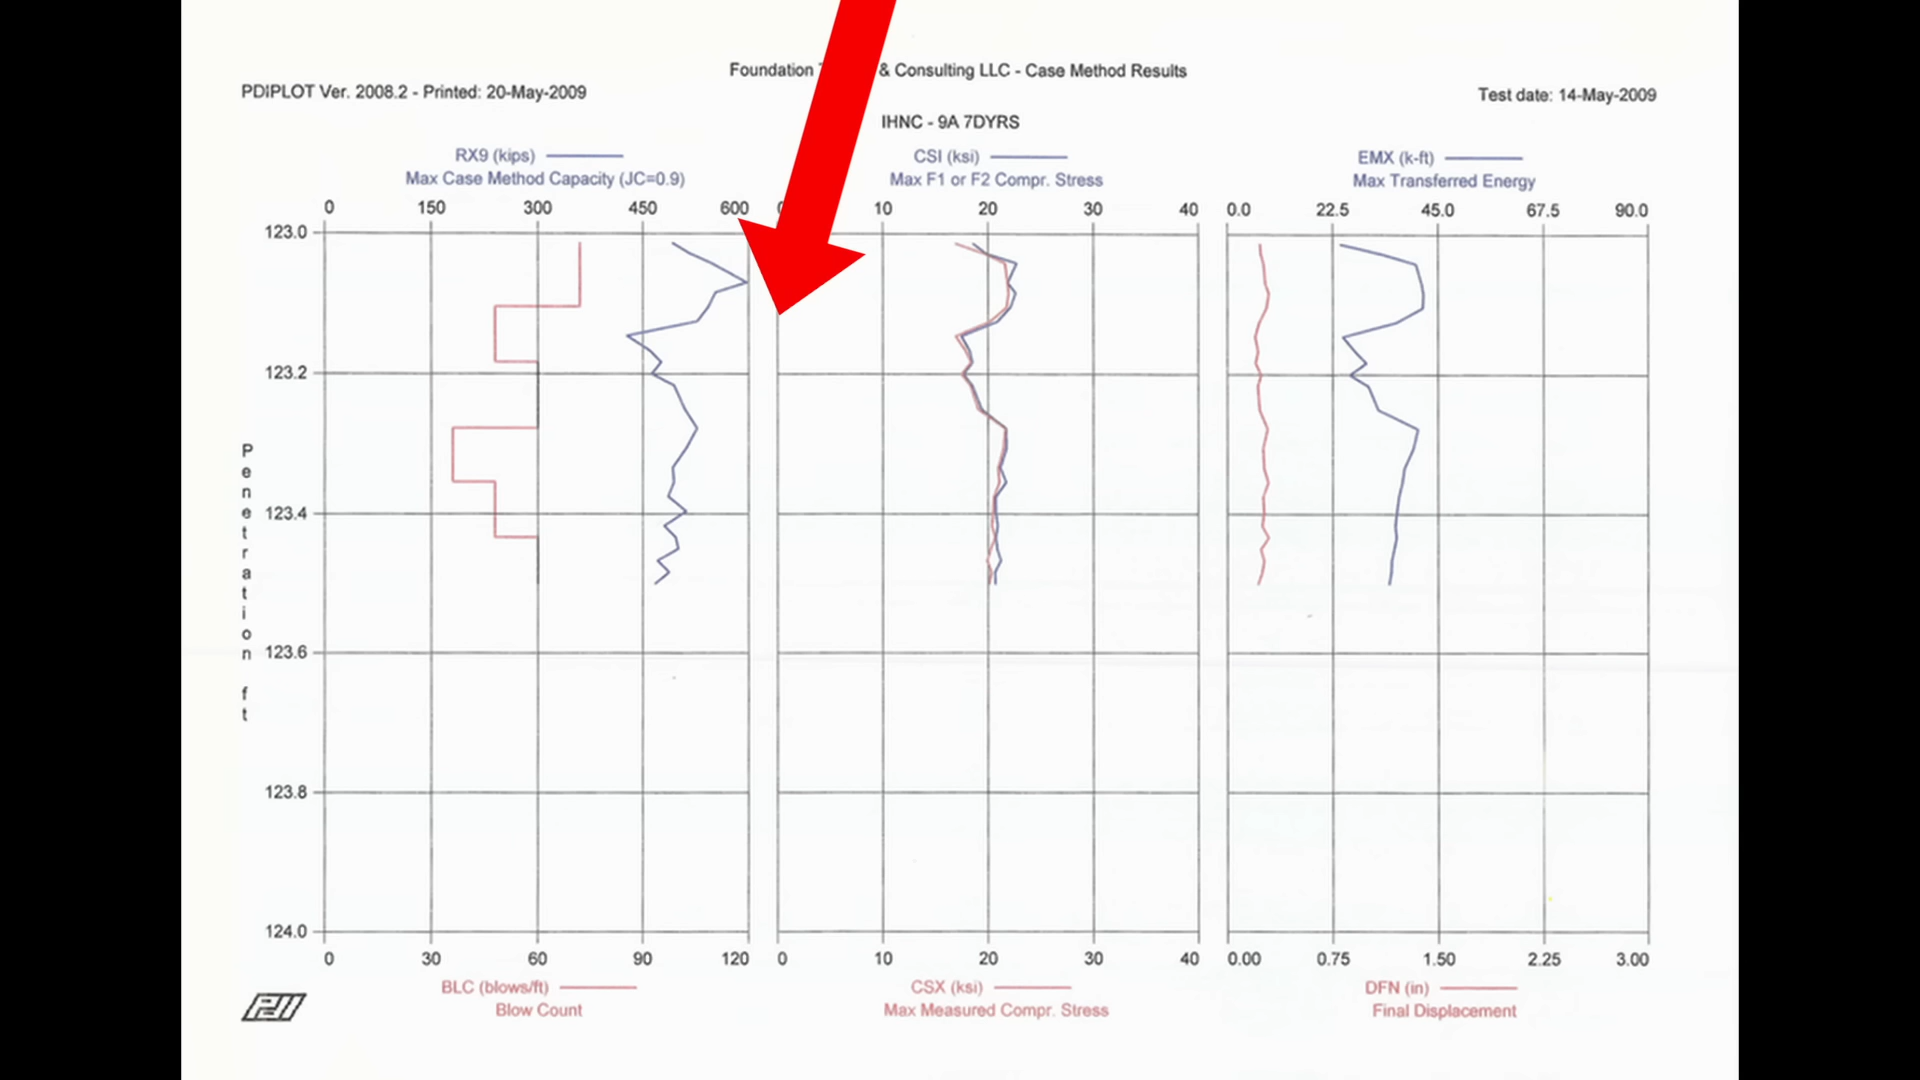 Foundation & Consulting LLC - Case Method Results
PDIPLOT Ver. 2008.2 - Printed: 20-May-2009
Test date: 14-May-2009
IHNC - 9A 7DYRS
RX9 (kips)
Max Case Method Capacity (JC=0.9)
CSI (ksi)
Max F1 or F2 Compr. Stress
EMX (k-ft)
Max Transferred Energy
0 150 300 450 600
10 20 30 40
0.0 22.5 45.0 67.5 90.0
123.0
123.2
123.4
123.6
123.8
124.0
Penetration ft
0 30 60 90 120
0 10 20 30 40
0.00 0.75 1.50 2.25 3.00
BLC (blows/ft)
Blow Count
CSX (ksi)
Max Measured Compr. Stress
DFN (in)
Final Displacement
PDI